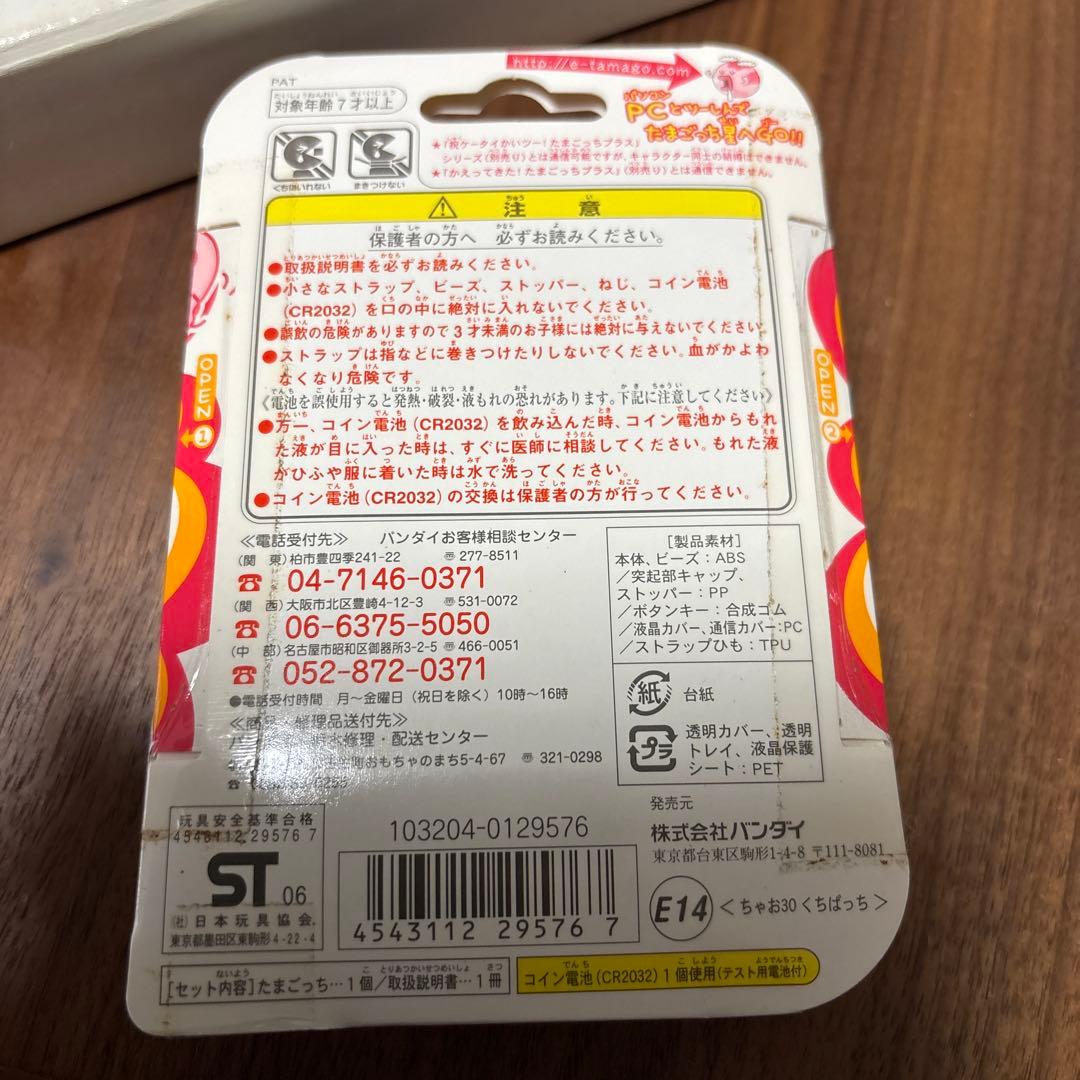 http://e-tamago.com
PAT
対象年齢7才以上
PCとツーしんで
たまごっち星へGO!!
★「祝ケータイかいツー!たまごっちプラス」
シリーズ(別売り)とは通信可能ですが、キャラクター同士の結婚はできません。
★「かえってきた!たまごっちプラス」(別売り)とは通信できません。
くちにいれない
まきつけない
注意
保護者の方へ 必ずお読みください。
●取扱説明書を必ずお読みください。
●小さなストラップ、ビーズ、ストッパー、ねじ、コイン電池
(CR2032)を口の中に絶対に入れないでください。
●誤飲の危険がありますので3才未満のお子様には絶対に与えないでください。
●ストラップは指などに巻きつけたりしないでください。血がかよわ
なくなり危険です。
《電池を誤使用すると発熱・破裂・液もれの恐れがあります。下記に注意してください》
●万一、コイン電池(CR2032)を飲み込んだ時、コイン電池からもれ
た液が目に入った時は、すぐに医師に相談してください。もれた液
がひふや服に着いた時は水で洗ってください。
●コイン電池(CR2032)の交換は保護者の方が行ってください。
OPEN
1
OPEN
2
≪電話受付先≫ バンダイお客様相談センター
(関 東)柏市豊四季241-22 〒277-8511
☎ 04-7146-0371
(関 西)大阪市北区豊崎4-12-3 〒531-0072
☎ 06-6375-5050
(中 部)名古屋市昭和区御器所3-2-5 〒466-0051
☎ 052-872-0371
●電話受付時間 月～金曜日(祝日を除く)10時～16時
修理品送付先≫
修理・配送センター
町おもちゃのまち5-4-67 〒321-0298
[製品素材]
本体、ビーズ:ABS
/突起部キャップ、
ストッパー:PP
/ボタンキー:合成ゴム
/液晶カバー、通信カバー:PC
/ストラップひも:TPU
紙
台紙
プラ
透明カバー、透明
トレイ、液晶保護
シート:PET
発売元
株式会社バンダイ
東京都台東区駒形1-4-8 〒111-8081
玩具安全基準合格
4543112 29576 7
ST 06
(社)日本玩具協会
東京都墨田区東駒形4-22-4
103204-0129576
4543112 29576 7
E14
<ちゃお30 くちぱっち>
[セット内容]たまごっち…1個/取扱説明書…1冊
コイン電池(CR2032)1個使用(テスト用電池付)